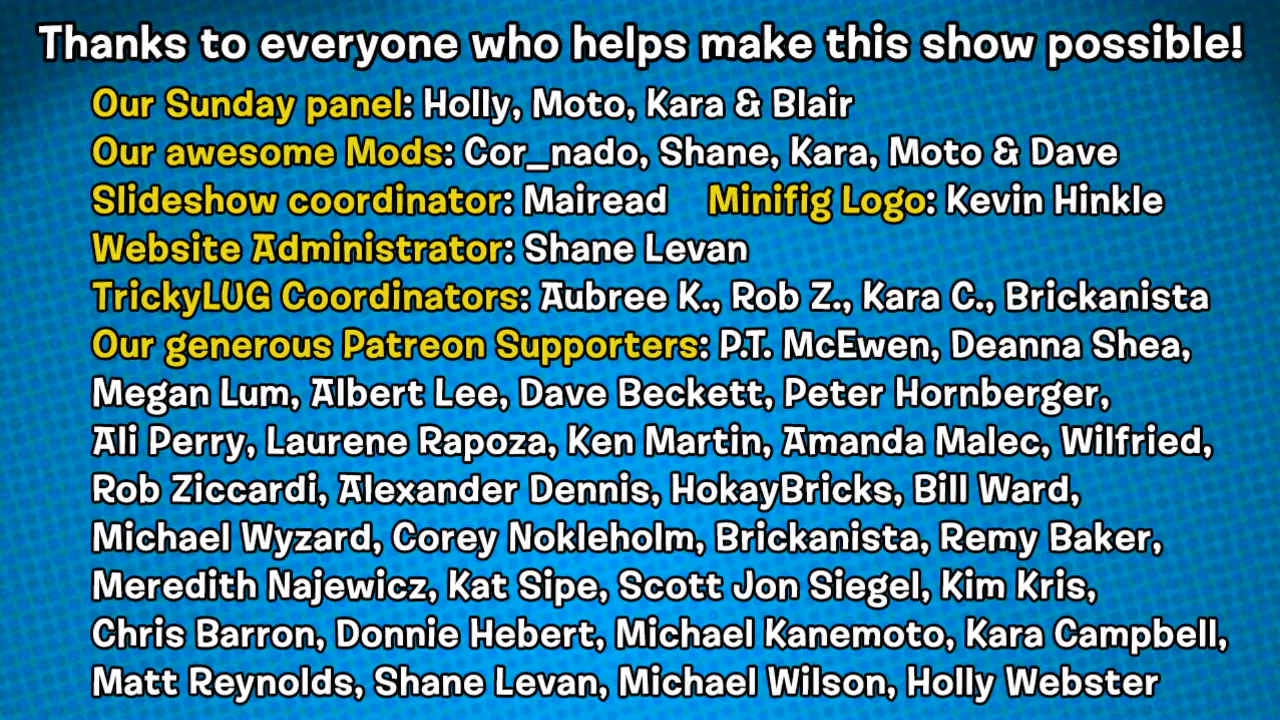 Thanks to everyone who helps make this show possible!
Our Sunday panel: Holly, Moto, Kara & Blair
Our awesome Mods: Cor_nado, Shane, Kara, Moto & Dave
Slideshow coordinator: Mairead Minifig Logo: Kevin Hinkle
Website Administrator: Shane Levan
TrickyLUG Coordinators: Aubree K., Rob Z., Kara C., Brickanista
Our generous Patreon Supporters: P.T. McEwen, Deanna Shea,
Megan Lum, Albert Lee, Dave Beckett, Peter Hornberger,
Ali Perry, Laurene Rapoza, Ken Martin, Amanda Malec, Wilfried,
Rob Ziccardi, Alexander Dennis, HokayBricks, Bill Ward,
Michael Wyzard, Corey Nokleholm, Brickanista, Remy Baker,
Meredith Najewicz, Kat Sipe, Scott Jon Siegel, Kim Kris,
Chris Barron, Donnie Hebert, Michael Kanemoto, Kara Campbell,
Matt Reynolds, Shane Levan, Michael Wilson, Holly Webster